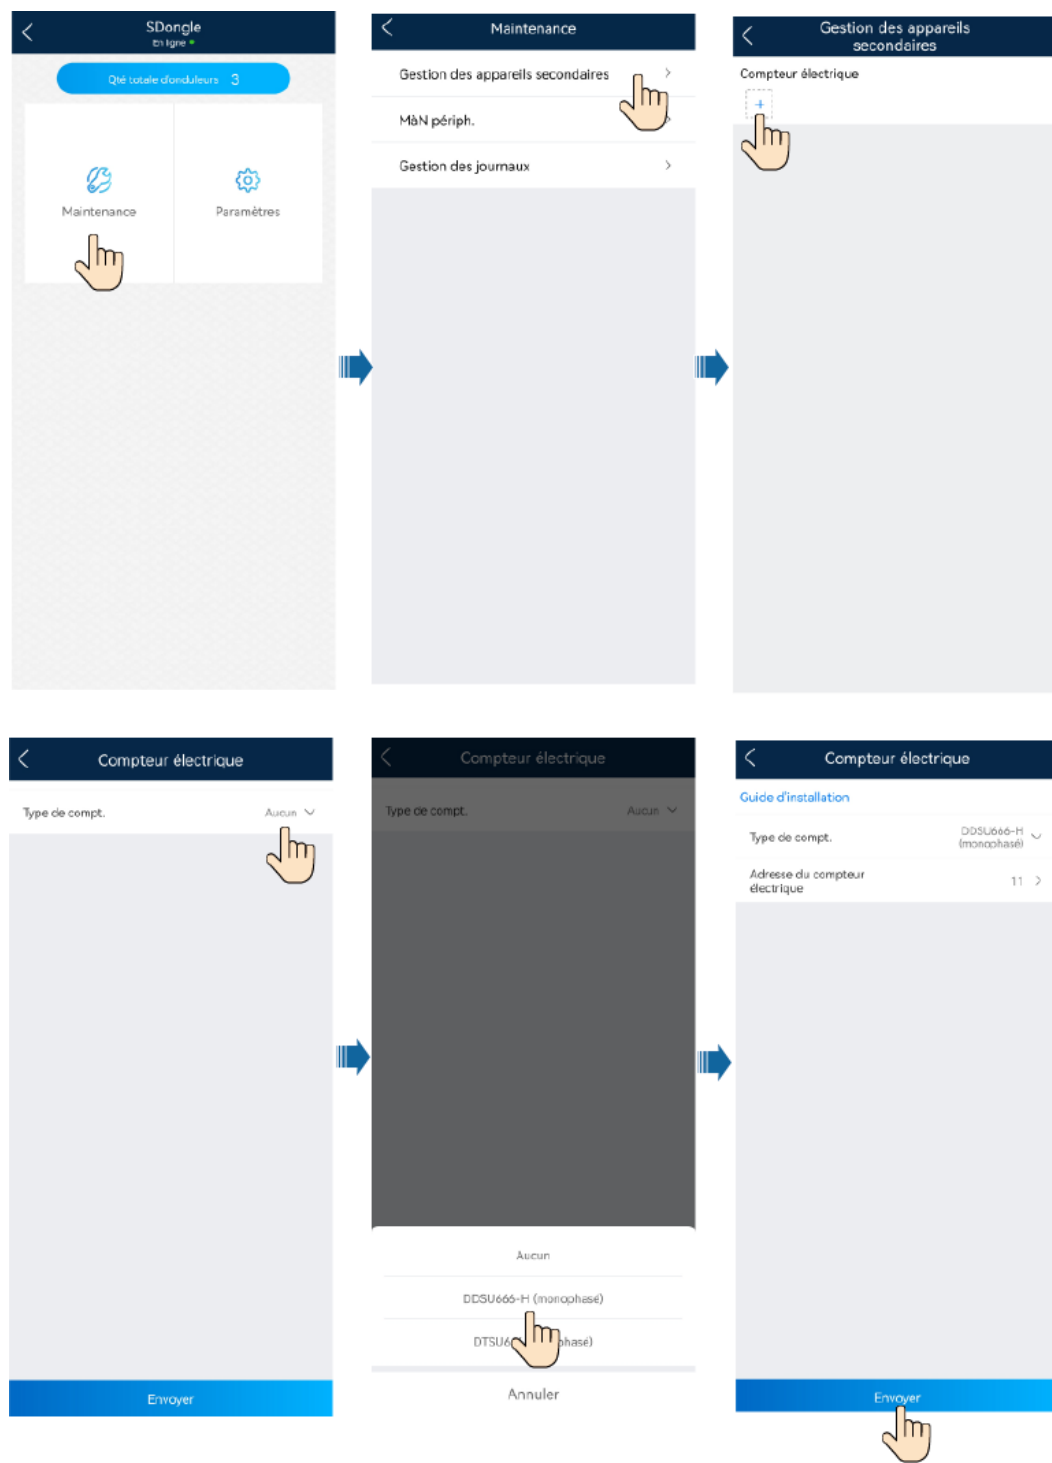 SDongle
En ligne
Qté totale d'onduleurs 3
Maintenance
Paramètres
Maintenance
Gestion des appareils secondaires
MàN périph.
Gestion des journaux
Gestion des appareils
secondaires
Compteur électrique
+
Compteur électrique
Type de compt. Aucun
Envoyer
Compteur électrique
Type de compt. Aucun
Aucun
DDSU666-H (monophasé)
DTSU6 phasé)
Annuler
Compteur électrique
Guide d'installation
Type de compt. DDSU666-H
(monophasé)
Adresse du compteur
électrique 11
Envoyer